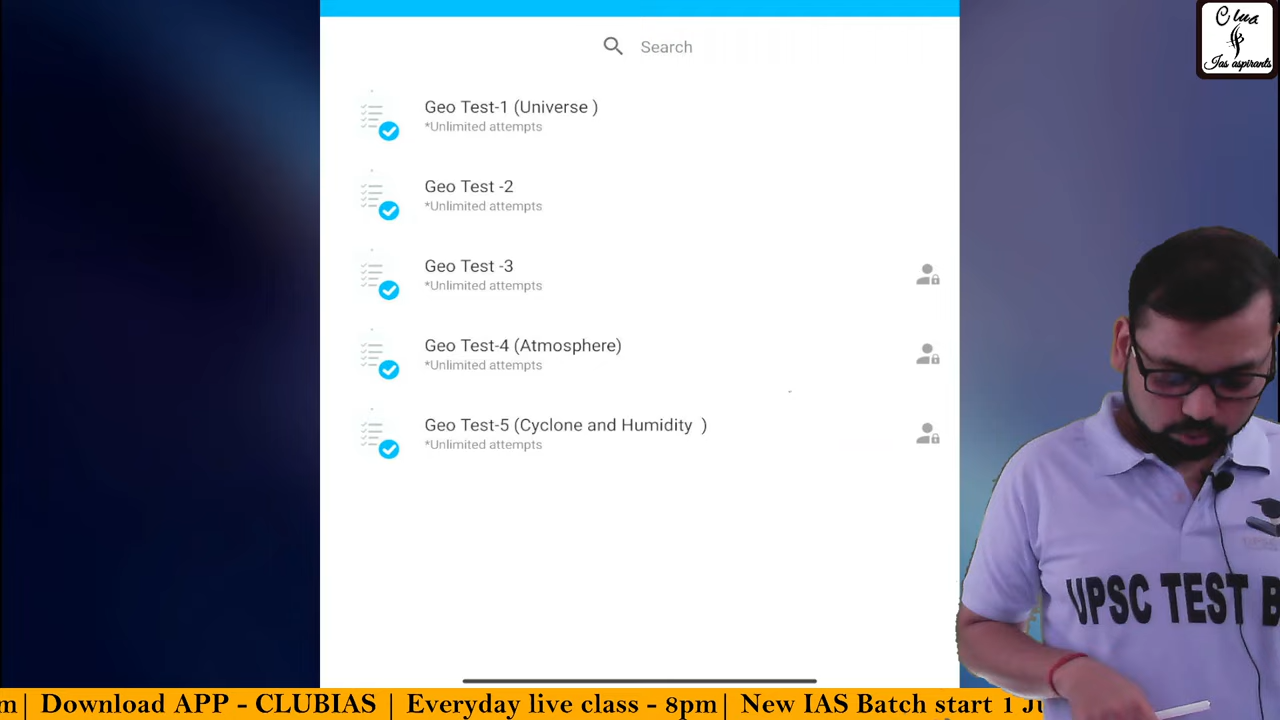 Clua
Ias aspirants
Search
Geo Test-1 (Universe )
*Unlimited attempts
Geo Test -2
*Unlimited attempts
Geo Test -3
*Unlimited attempts
Geo Test-4 (Atmosphere)
*Unlimited attempts
Geo Test-5 (Cyclone and Humidity )
*Unlimited attempts
UPSC TEST B
m| Download APP - CLUBIAS | Everyday live class - 8pm| New IAS Batch start 1 Ju